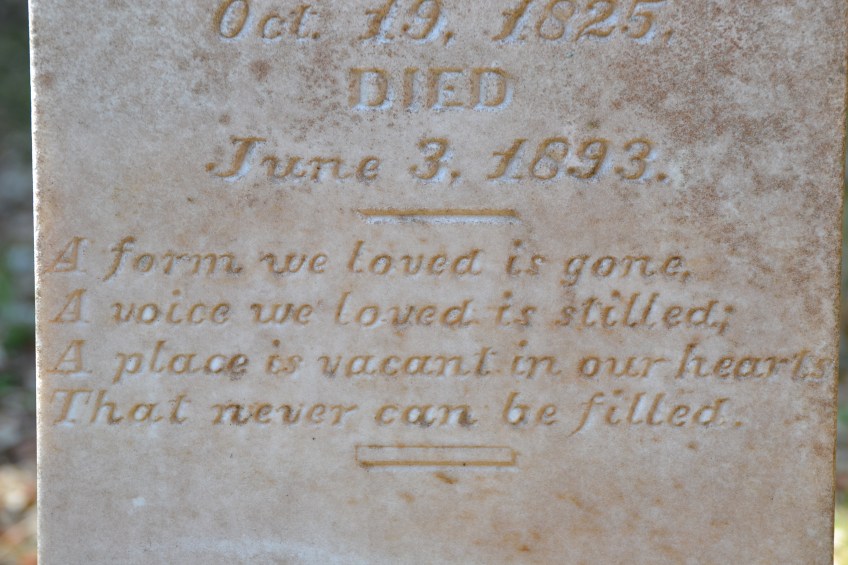 Oct. 19, 1825.
DIED
June 3, 1893.
A form we loved is gone,
A voice we loved is stilled;
A place is vacant in our hearts
That never can be filled.